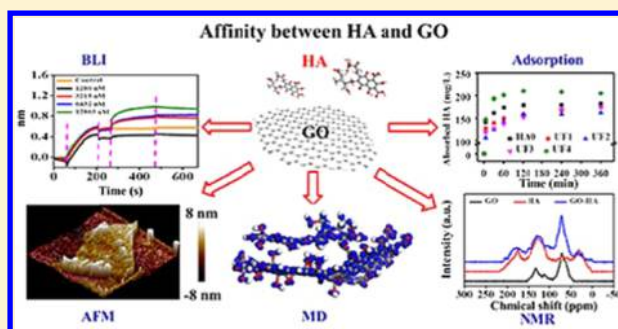 Affinity between HA and GO
BLI
HA
Adsorption
GO
nm
1.6
1.2
0.8
0.4
0.0
Control
0
200
400
600
Time (s)
Absorbed HA (mg/L)
250
200
150
100
0
HA0
UF1
UF2
UF3
UF4
0
60
120
180
240
300
360
Time (min)
8 nm
-8 nm
AFM
MD
Intensity (a.u.)
GO
HA
GO-HA
300
250
200
150
100
50
0
-50
Chmical shift (ppm)
NMR